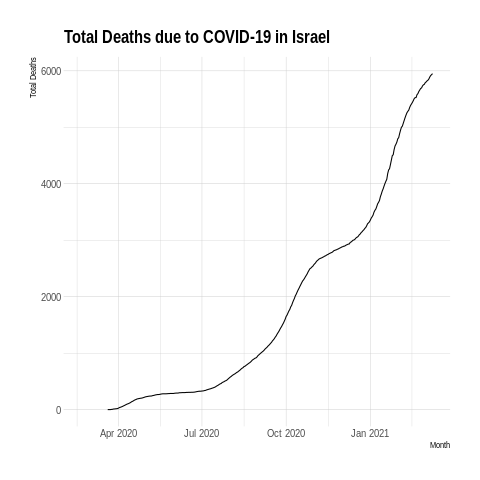 Total Deaths due to COVID-19 in Israel
Total Deaths
6000
4000
2000
0
Apr 2020 Jul 2020 Oct 2020 Jan 2021
Month